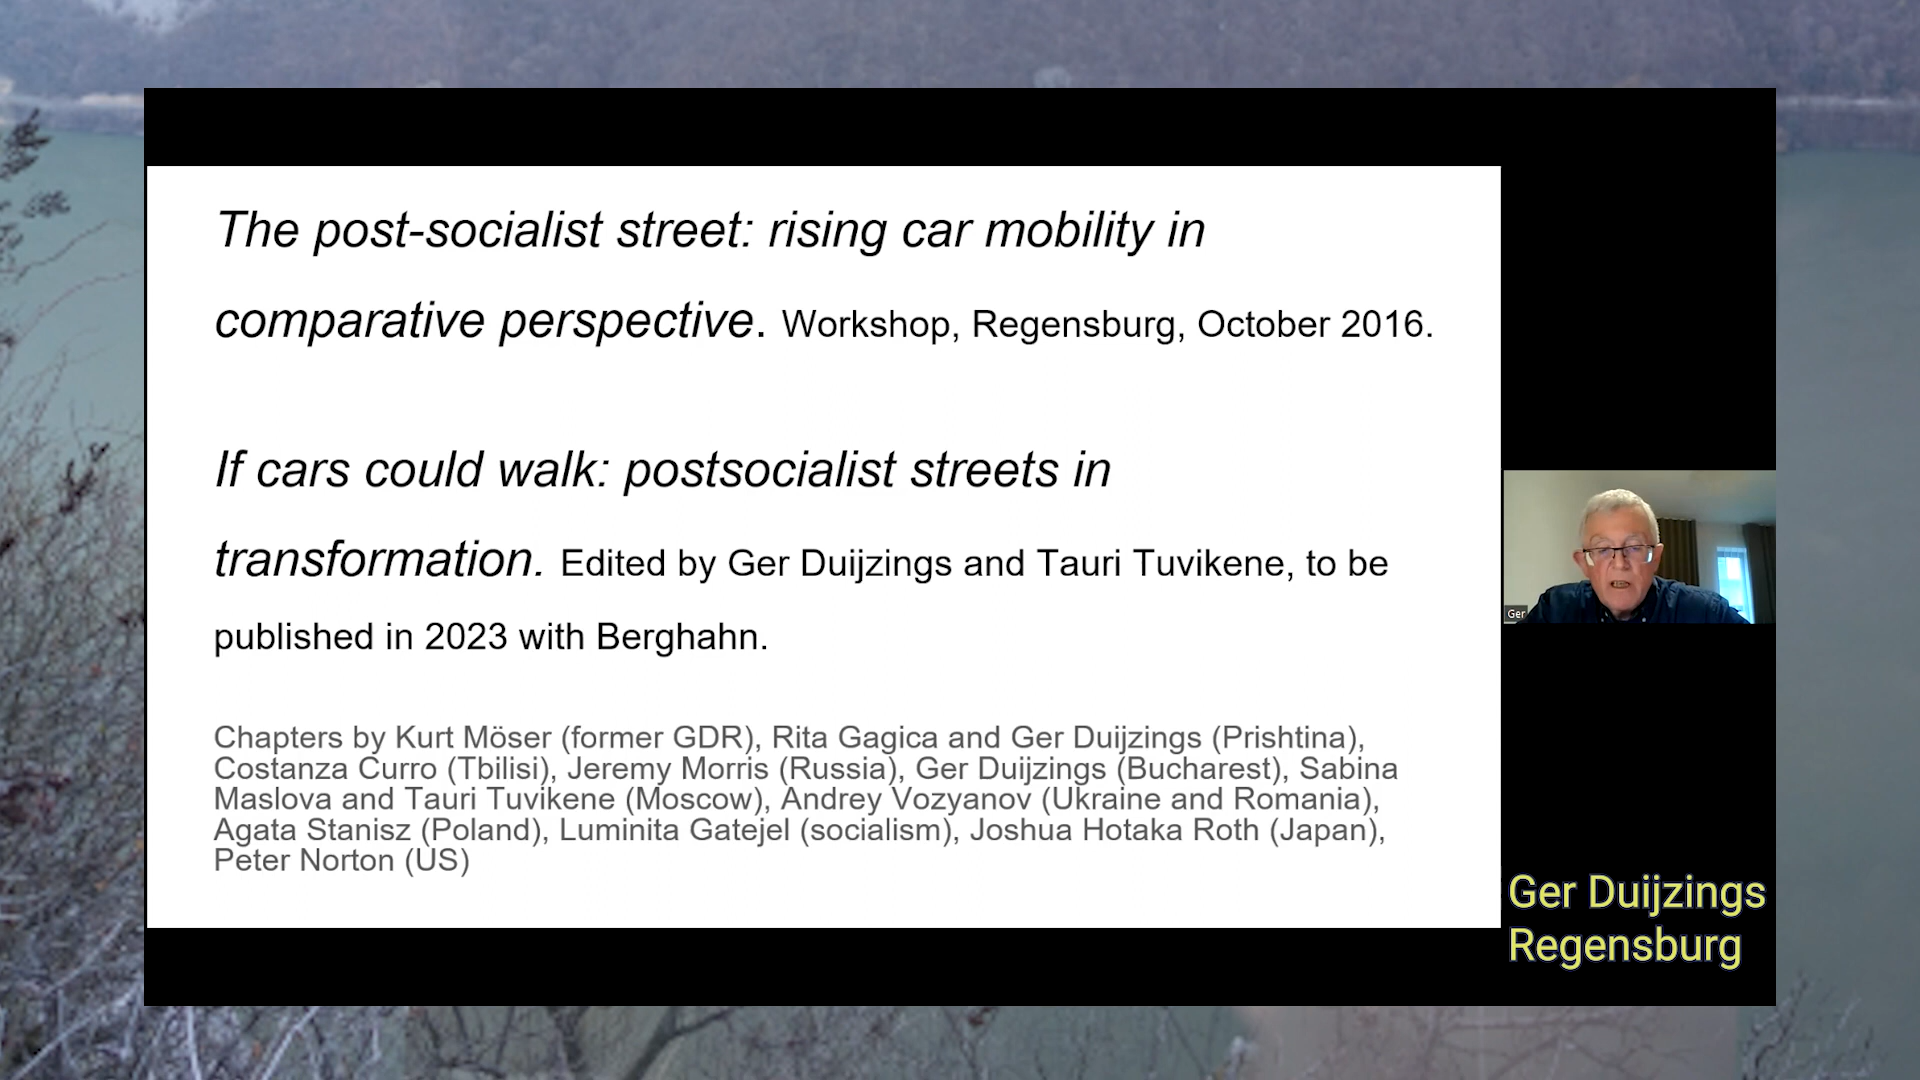 The post-socialist street: rising car mobility in
comparative perspective. Workshop, Regensburg, October 2016.
If cars could walk: postsocialist streets in
transformation. Edited by Ger Duijzings and Tauri Tuvikene, to be
published in 2023 with Berghahn.
Chapters by Kurt Möser (former GDR), Rita Gagica and Ger Duijzings (Prishtina),
Costanza Curro (Tbilisi), Jeremy Morris (Russia), Ger Duijzings (Bucharest), Sabina
Maslova and Tauri Tuvikene (Moscow), Andrey Vozyanov (Ukraine and Romania),
Agata Stanisz (Poland), Luminita Gatejel (socialism), Joshua Hotaka Roth (Japan),
Peter Norton (US)
Ger
Ger Duijzings
Regensburg